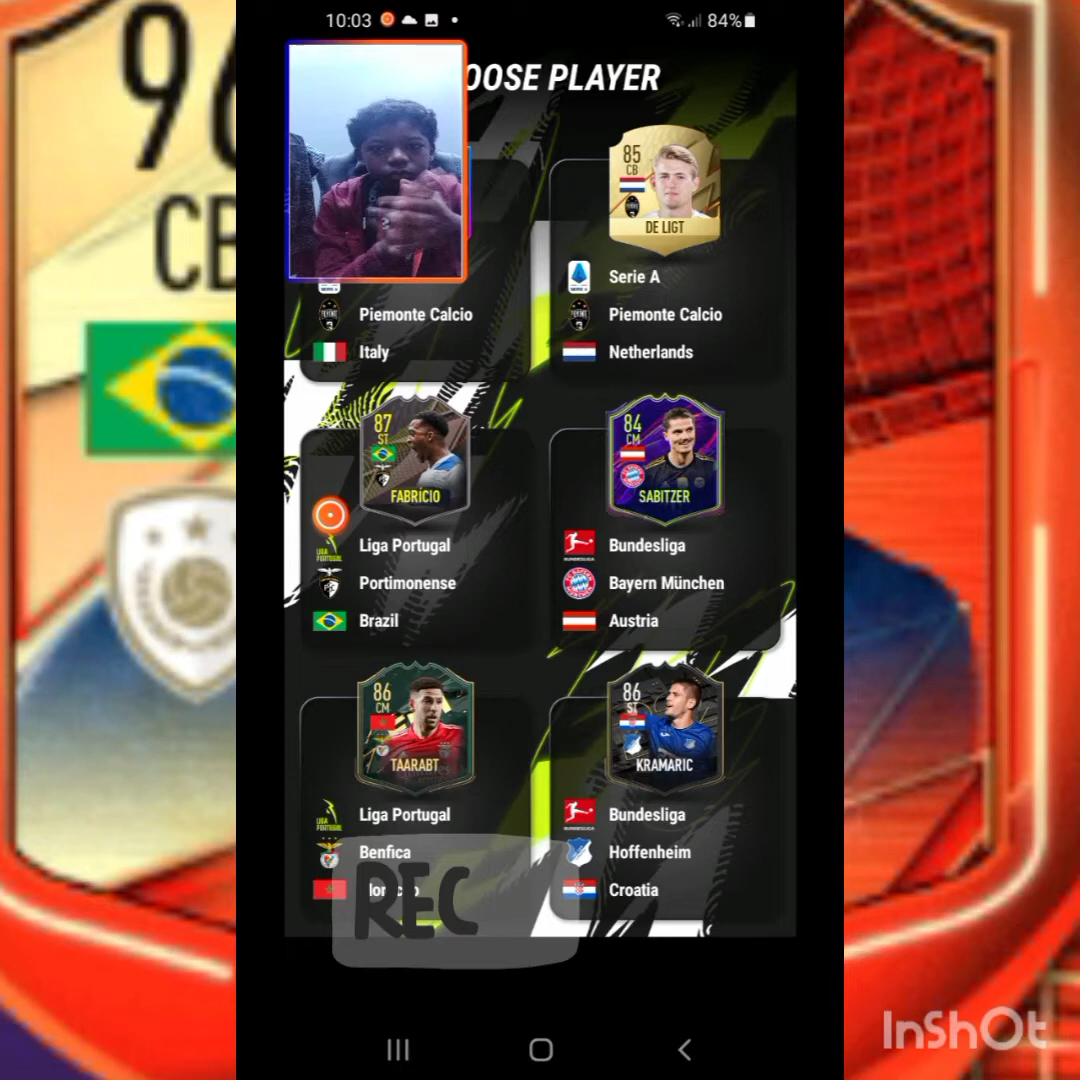 10:03
84%
OOSE PLAYER
96
CB
85
CB
DE LIGT
Serie A
Piemonte Calcio
Piemonte Calcio
Italy
Netherlands
87
ST
FABRÍCIO
84
CM
SABITZER
Liga Portugal
Bundesliga
Portimonense
Bayern München
Brazil
Austria
86
CM
TAARABT
86
ST
KRAMARIC
Liga Portugal
Bundesliga
Benfica
Hoffenheim
Croatia
REC
InShOt